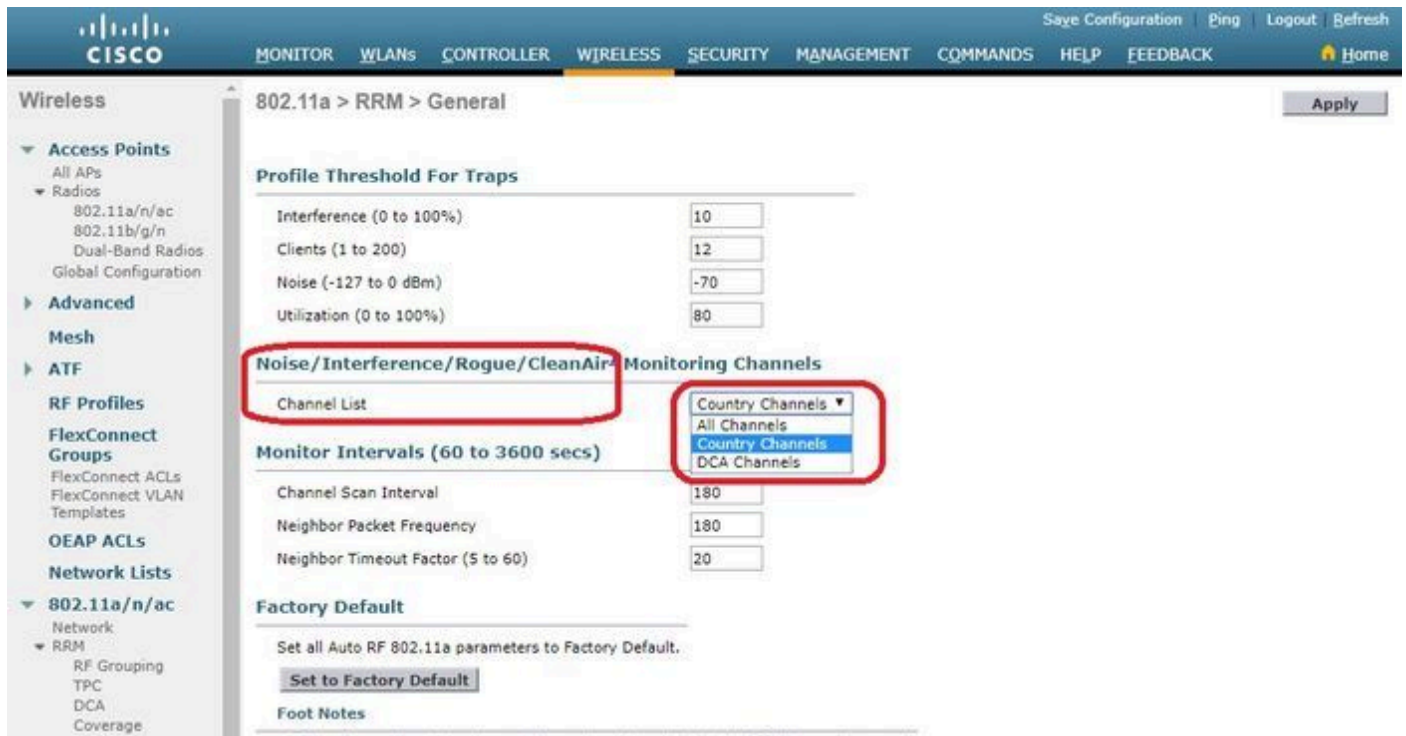 Save Configuration Ping Logout Refresh
CISCO
MONITOR WLANs CONTROLLER WIRELESS SECURITY MANAGEMENT COMMANDS HELP FEEDBACK Home
Wireless
Access Points
All APs
Radios
802.11a/n/ac
802.11b/g/n
Dual-Band Radios
Global Configuration
Advanced
Mesh
ATF
RF Profiles
FlexConnect
Groups
FlexConnect ACLs
FlexConnect VLAN
Templates
OEAP ACLs
Network Lists
802.11a/n/ac
Network
RRM
RF Grouping
TPC
DCA
Coverage
802.11a > RRM > General
Apply
Profile Threshold For Traps
Interference (0 to 100%) 10
Clients (1 to 200) 12
Noise (-127 to 0 dBm) -70
Utilization (0 to 100%) 80
Noise/Interference/Rogue/CleanAir Monitoring Channels
Channel List Country Channels
All Channels
Country Channels
DCA Channels
Monitor Intervals (60 to 3600 secs)
Channel Scan Interval 180
Neighbor Packet Frequency 180
Neighbor Timeout Factor (5 to 60) 20
Factory Default
Set all Auto RF 802.11a parameters to Factory Default.
Set to Factory Default
Foot Notes